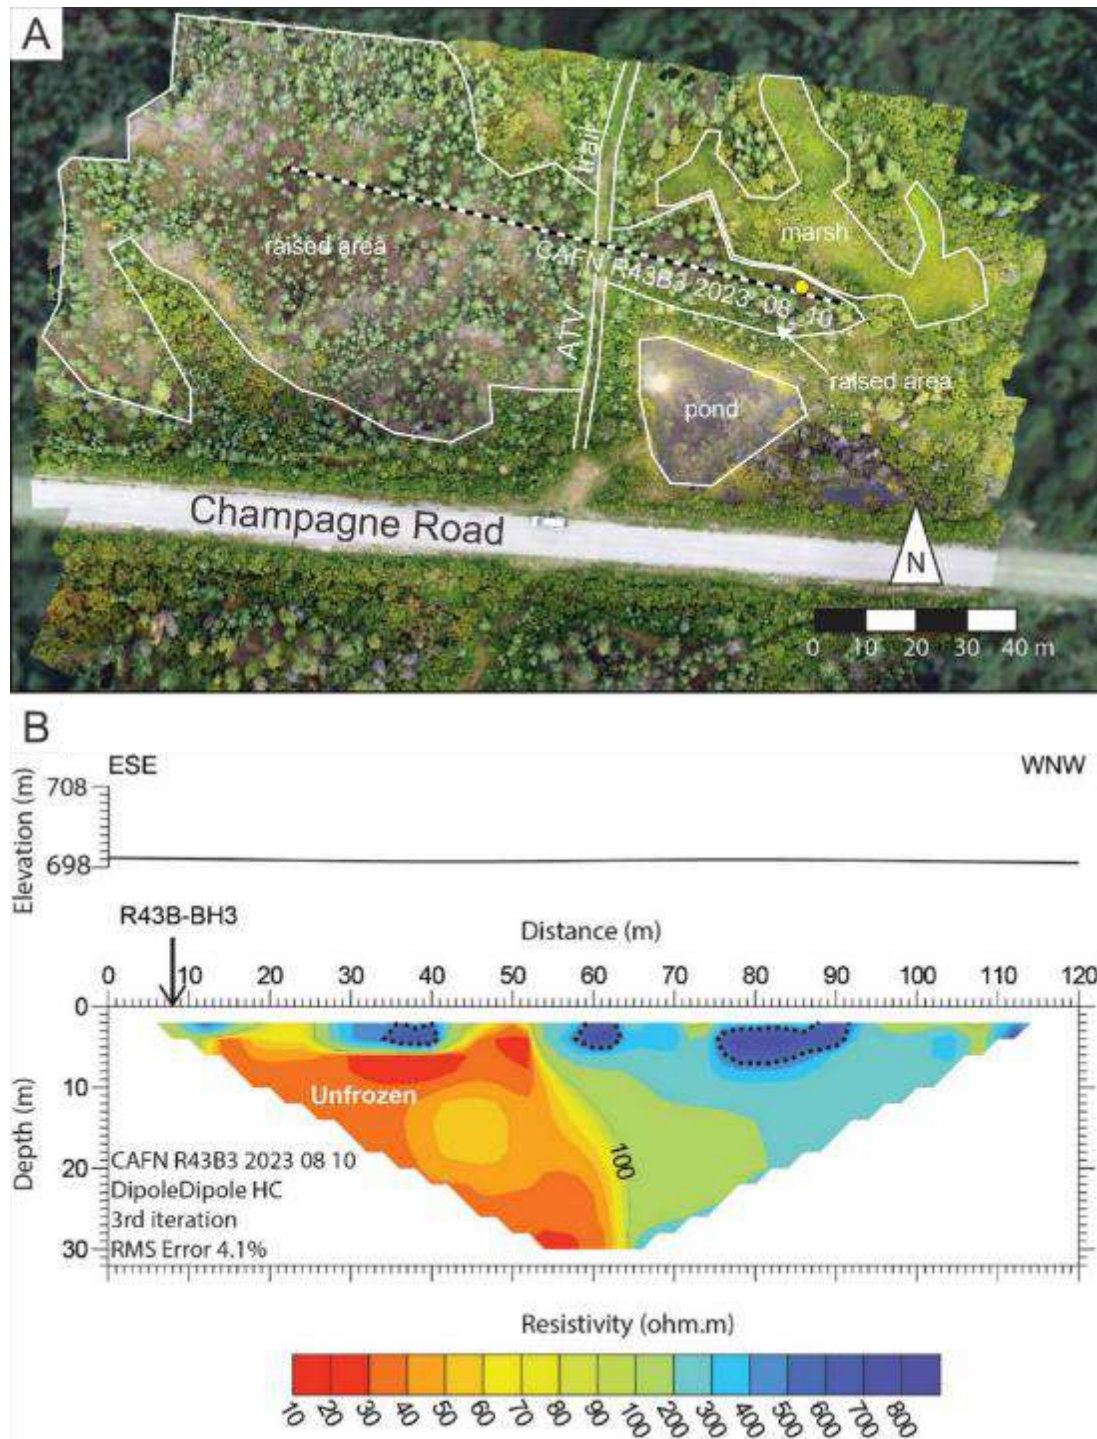 A
trail
raised area
marsh
CAFN R43B3 2023_08_10
ATV
raised area
pond
Champagne Road
N
0 10 20 30 40 m
B
ESE WNW
708
698
Elevation (m)
R43B-BH3
Distance (m)
0 10 20 30 40 50 60 70 80 90 100 110 120
0
10
20
30
Depth (m)
Unfrozen
100
CAFN R43B3 2023 08 10
DipoleDipole HC
3rd iteration
RMS Error 4.1%
Resistivity (ohm.m)
10 20 30 40 50 60 70 80 90 100 200 300 400 500 600 700 800